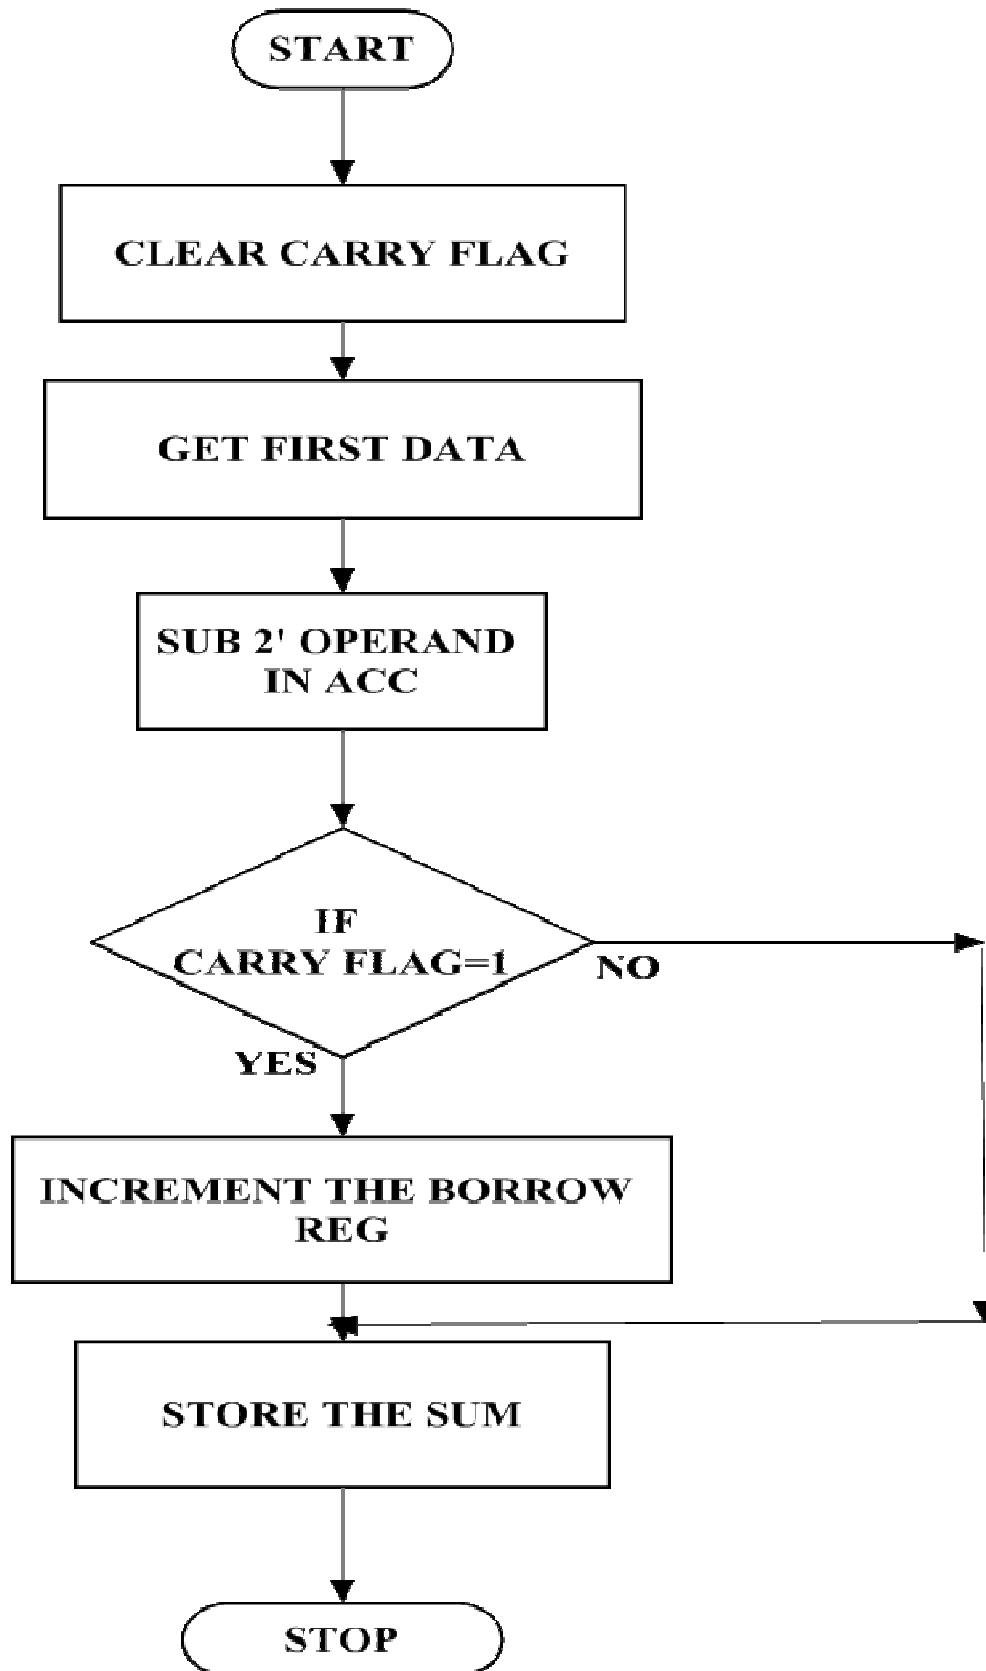 START
CLEAR CARRY FLAG
GET FIRST DATA
SUB 2' OPERAND
IN ACC
IF
CARRY FLAG=1
NO
YES
INCREMENT THE BORROW
REG
STORE THE SUM
STOP